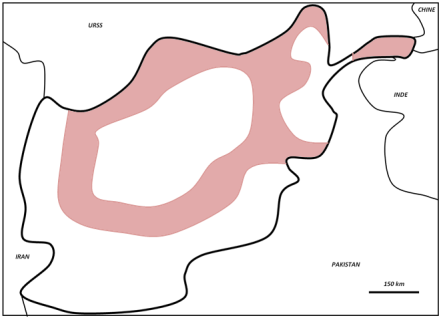 CHINE
URSS
INDE
IRAN
PAKISTAN
150 km